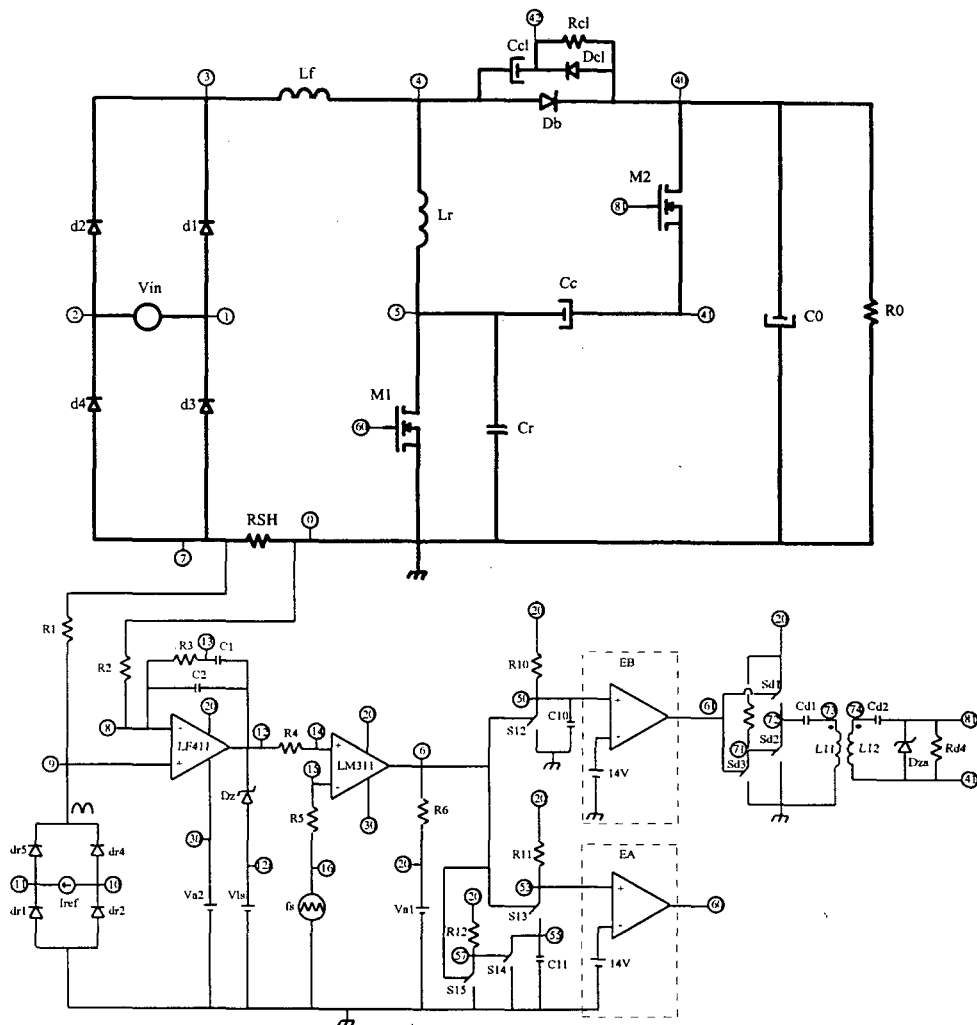 42
Rcl
Ccl
Dcl
3
Lf
4
40
Db
M2
81
Lr
d2
d1
Vin
2
1
5
Cc
41
C0
R0
d4
d3
M1
60
Cr
RSH
0
7
R1
R2
R3
13
C1
C2
20
8
LF411
12
R4
14
20
+
LM311
6
9
+
15
-
30
R5
Dz
R6
30
16
12
20
fs
Va2
Vls
Va1
dr5
dr4
11
10
Iref
dr1
dr2
20
R10
50
C10
S12
EB
+
-
14V
61
20
Sd1
Cd1
73
74
Cd2
81
72
Sd2
71
Sd3
L11
L12
Dza
Rd4
41
20
R11
53
S13
EA
+
-
14V
60
20
R12
57
S14
55
S15
C11